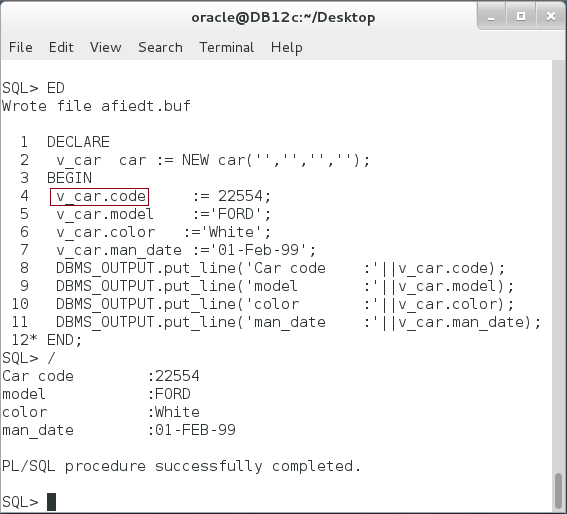 oracle@DB12c:~/Desktop
File Edit View Search Terminal Help
SQL> ED
Wrote file afiedt.buf
1 DECLARE
2 v_car car := NEW car('','','','');
3 BEGIN
4 v_car.code := 22554;
5 v_car.model :='FORD';
6 v_car.color :='White';
7 v_car.man_date :='01-Feb-99';
8 DBMS_OUTPUT.put_line('Car code :'||v_car.code);
9 DBMS_OUTPUT.put_line('model :'||v_car.model);
10 DBMS_OUTPUT.put_line('color :'||v_car.color);
11 DBMS_OUTPUT.put_line('man_date :'||v_car.man_date);
12* END;
SQL> /
Car code :22554
model :FORD
color :White
man_date :01-FEB-99
PL/SQL procedure successfully completed.
SQL>